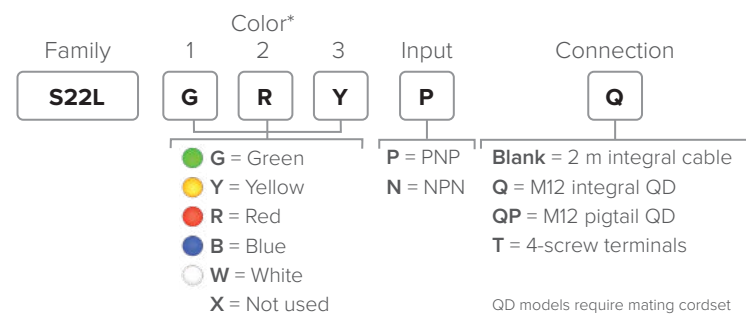 Color*
Family 1 2 3 Input Connection
S22L G R Y P Q
G = Green P = PNP Blank = 2 m integral cable
Y = Yellow N = NPN Q = M12 integral QD
R = Red QP = M12 pigtail QD
B = Blue T = 4-screw terminals
W = White
X = Not used QD models require mating cordset